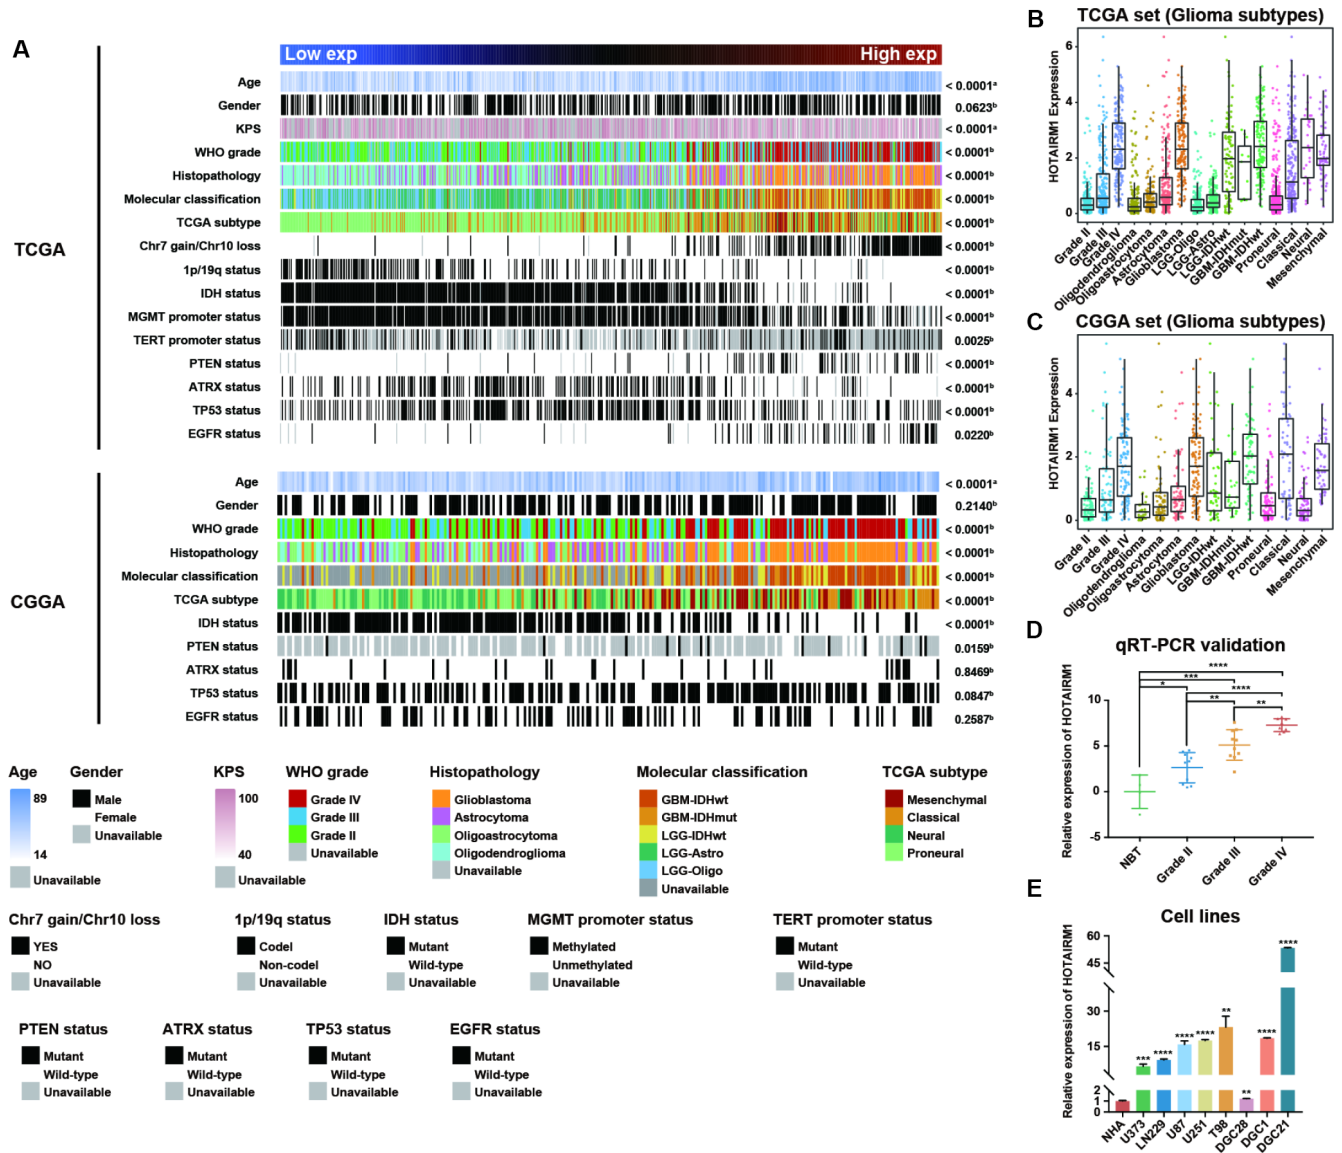 A
Low exp
High exp
TCGA
Age
< 0.0001a
Gender
0.0623b
KPS
< 0.0001a
WHO grade
< 0.0001b
Histopathology
< 0.0001b
Molecular classification
< 0.0001b
TCGA subtype
< 0.0001b
Chr7 gain/Chr10 loss
< 0.0001b
1p/19q status
< 0.0001b
IDH status
< 0.0001b
MGMT promoter status
< 0.0001b
TERT promoter status
0.0025b
PTEN status
< 0.0001b
ATRX status
< 0.0001b
TP53 status
< 0.0001b
EGFR status
0.0220b
CGGA
Age
< 0.0001a
Gender
0.2140b
WHO grade
< 0.0001b
Histopathology
< 0.0001b
Molecular classification
< 0.0001b
TCGA subtype
< 0.0001b
IDH status
< 0.0001b
PTEN status
0.0159b
ATRX status
0.8469b
TP53 status
0.0847b
EGFR status
0.2587b
Age
89
14
Unavailable
Gender
Male
Female
Unavailable
KPS
100
40
Unavailable
WHO grade
Grade IV
Grade III
Grade II
Unavailable
Histopathology
Glioblastoma
Astrocytoma
Oligoastrocytoma
Oligodendroglioma
Unavailable
Molecular classification
GBM-IDHwt
GBM-IDHmut
LGG-IDHwt
LGG-Astro
LGG-Oligo
Unavailable
TCGA subtype
Mesenchymal
Classical
Neural
Proneural
Chr7 gain/Chr10 loss
YES
NO
Unavailable
1p/19q status
Codel
Non-codel
Unavailable
IDH status
Mutant
Wild-type
Unavailable
MGMT promoter status
Methylated
Unmethylated
Unavailable
TERT promoter status
Mutant
Wild-type
Unavailable
PTEN status
Mutant
Wild-type
Unavailable
ATRX status
Mutant
Wild-type
Unavailable
TP53 status
Mutant
Wild-type
Unavailable
EGFR status
Mutant
Wild-type
Unavailable
B
TCGA set (Glioma subtypes)
HOTAIRM1 Expression
6
4
2
0
Grade II
Grade III
Grade IV
Oligodendroglioma
Oligoastrocytoma
Astrocytoma
Glioblastoma
LGG-Oligo
LGG-Astro
LGG-IDHwt
GBM-IDHmut
GBM-IDHwt
Proneural
Classical
Neural
Mesenchymal
C
CGGA set (Glioma subtypes)
HOTAIRM1 Expression
4
2
0
Grade II
Grade III
Grade IV
Oligodendroglioma
Oligoastrocytoma
Astrocytoma
Glioblastoma
LGG-IDHwt
GBM-IDHmut
GBM-IDHwt
Proneural
Classical
Neural
Mesenchymal
D
qRT-PCR validation
Relative expression of HOTAIRM1
****
***
*
****
**
**
10
5
0
-5
NBT
Grade II
Grade III
Grade IV
E
Cell lines
Relative expression of HOTAIRM1
60
45
30
15
2
1
0
***
****
****
****
**
**
****
****
NHA
U373
LN229
U87
U251
T98
DGC28
DGC1
DGC21